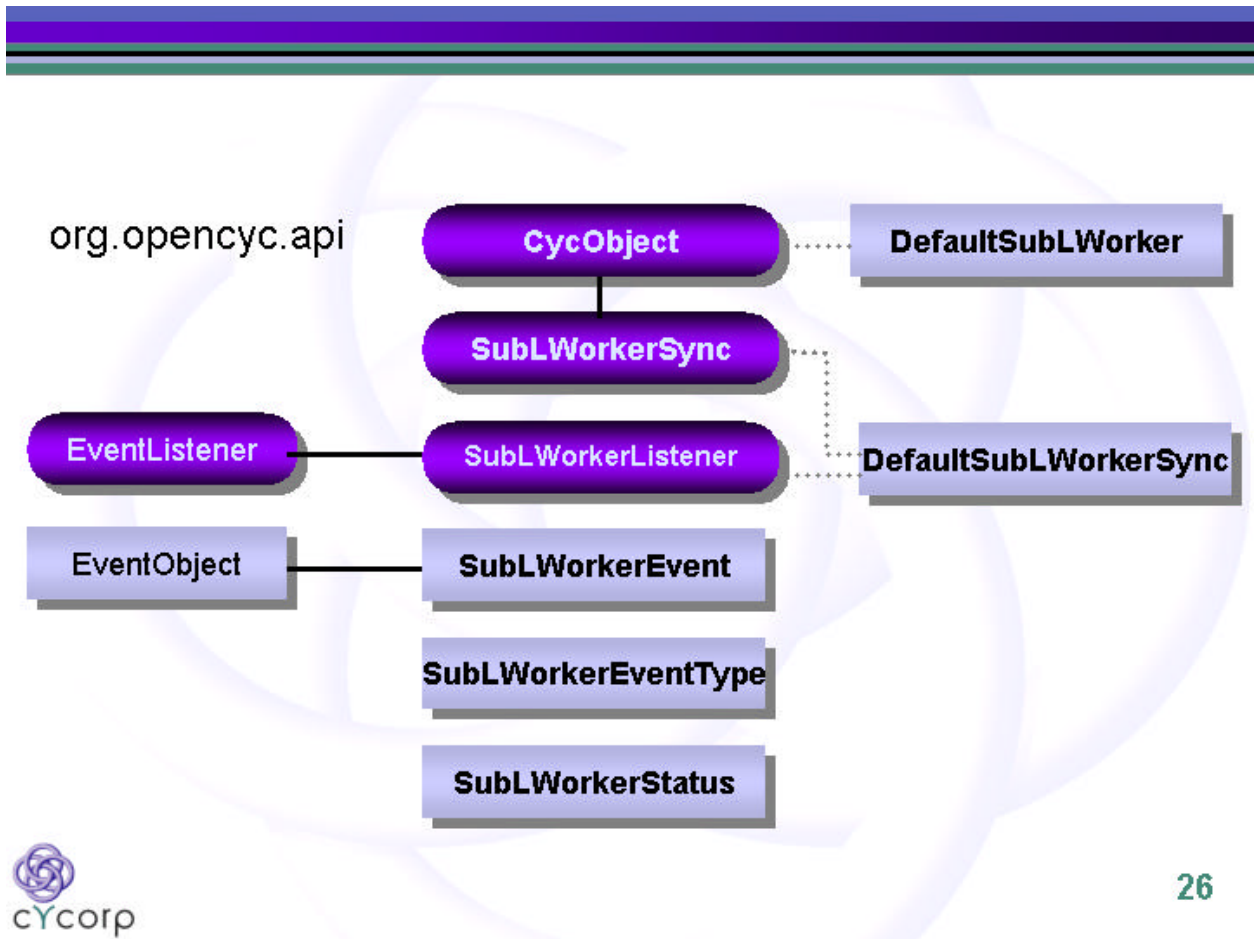 org.opencyc.api
CycObject
DefaultSubLWorker
SubLWorkerSync
EventListener
SubLWorkerListener
DefaultSubLWorkerSync
EventObject
SubLWorkerEvent
SubLWorkerEventType
SubLWorkerStatus
cYcorp
26